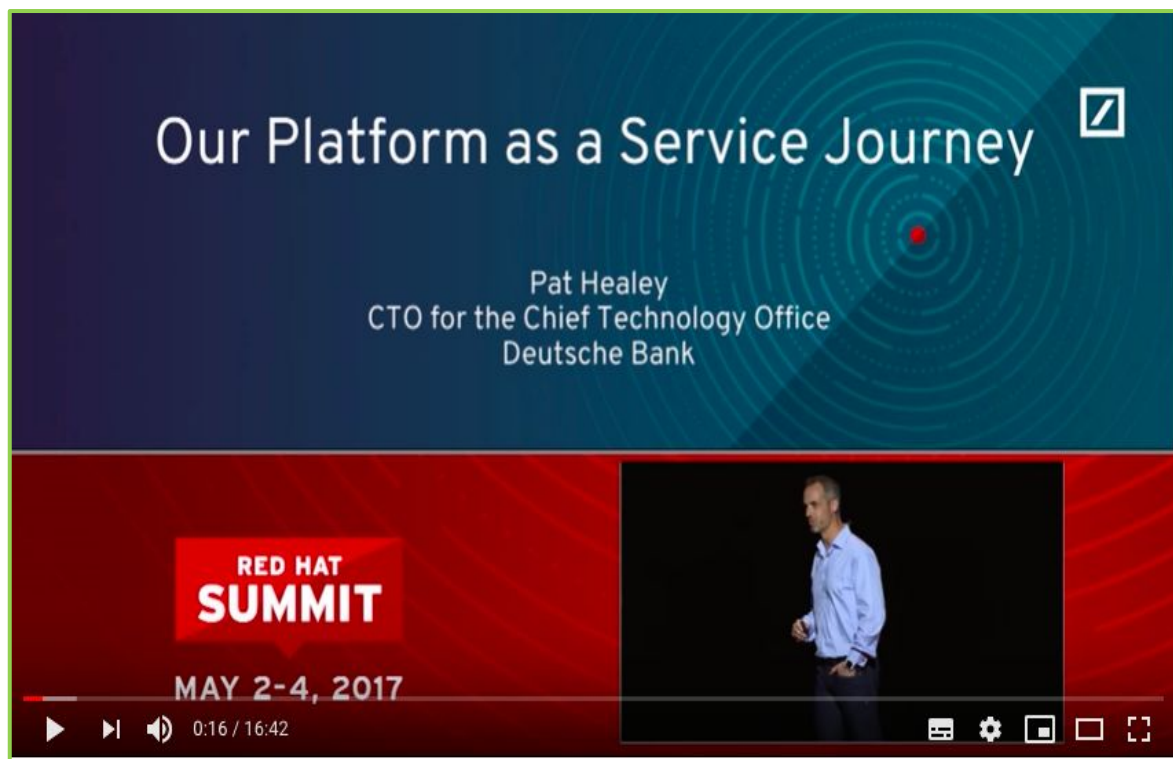 Our Platform as a Service Journey
Pat Healey
CTO for the Chief Technology Office
Deutsche Bank
RED HAT
SUMMIT
MAY 2-4, 2017
0:16 / 16:42